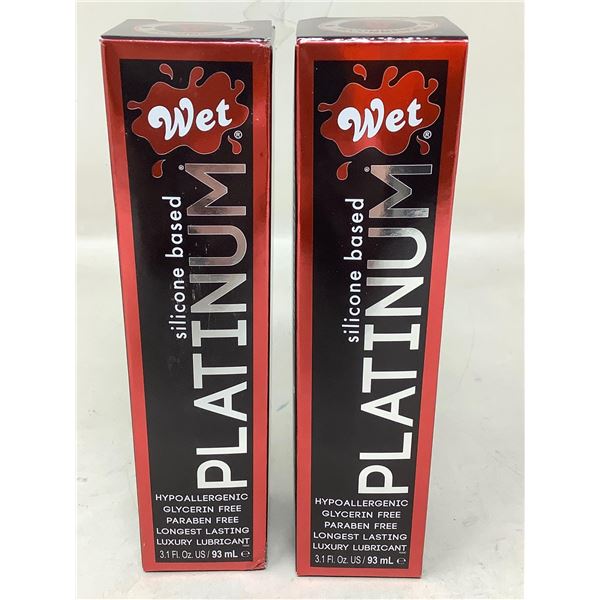 Wet®
silicone based
PLATINUM®
HYPOALLERGENIC
GLYCERIN FREE
PARABEN FREE
LONGEST LASTING
LUXURY LUBRICANT
3.1 Fl. Oz. US / 93 mL ℮
Wet®
silicone based
PLATINUM®
HYPOALLERGENIC
GLYCERIN FREE
PARABEN FREE
LONGEST LASTING
LUXURY LUBRICANT
3.1 Fl. Oz. US / 93 mL ℮